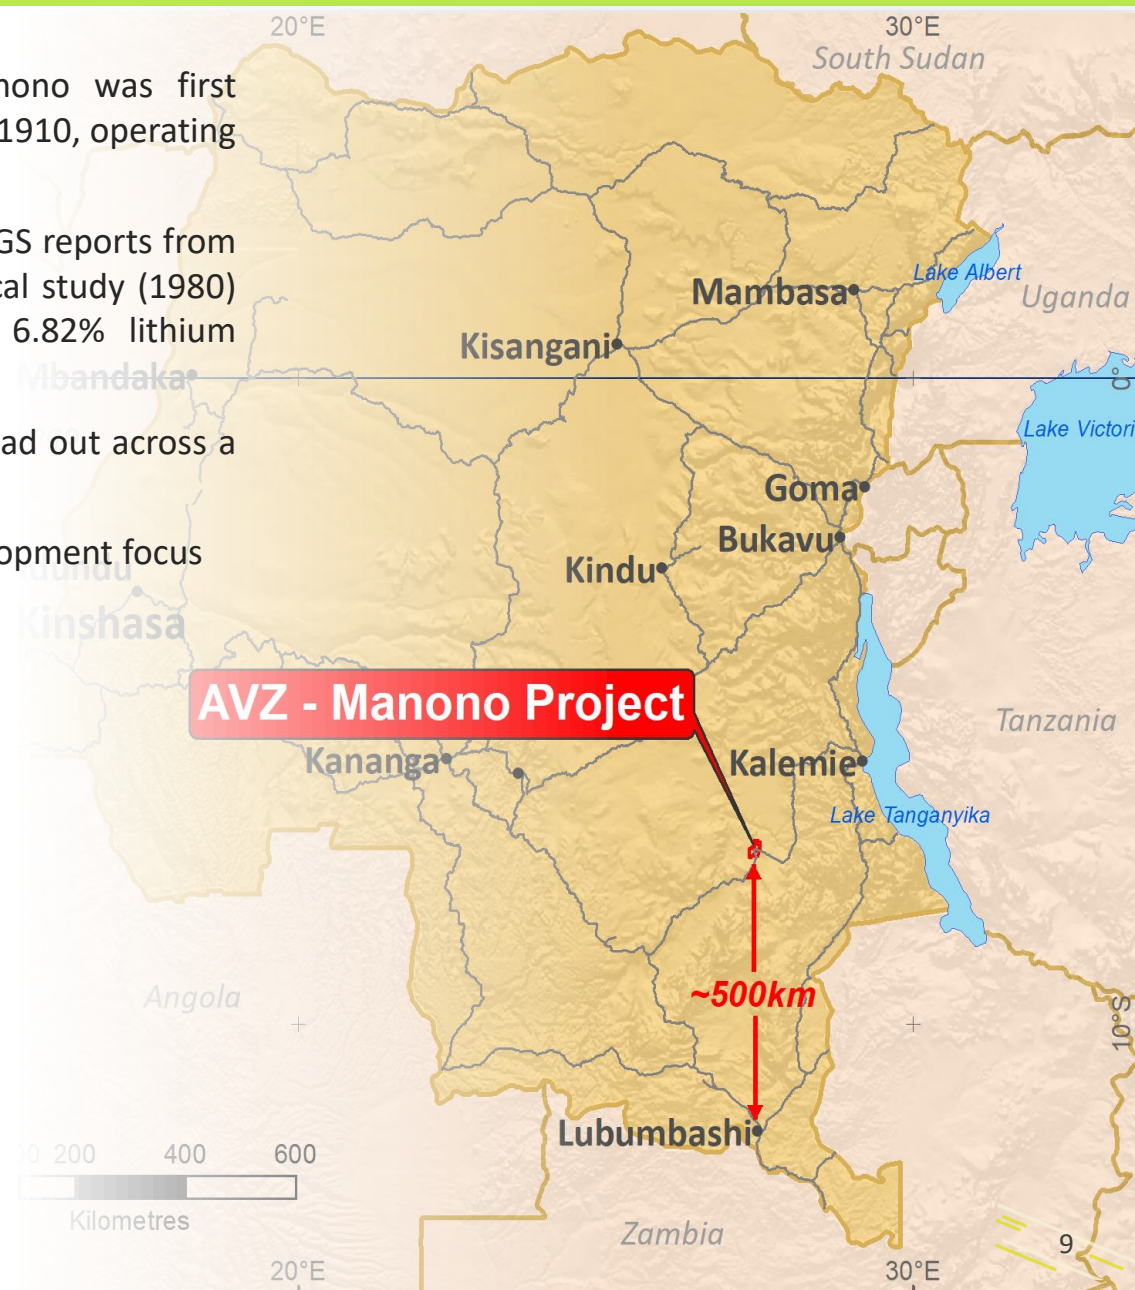 20°E
30°E
South Sudan
mono was first
1910, operating
GS reports from
cal study (1980)
6.82% lithium
ad out across a
opment focus
Lake Albert
Mambasa
Uganda
Kisangani
Mbandaka
0°
Lake Victori
Goma
Bukavu
Kindu
Kinshasa
AVZ - Manono Project
Tanzania
Kananga
Kalemie
Lake Tanganyika
Angola
~500km
10°S
Lubumbashi
200 400 600
Kilometres
Zambia
9
20°E
30°E